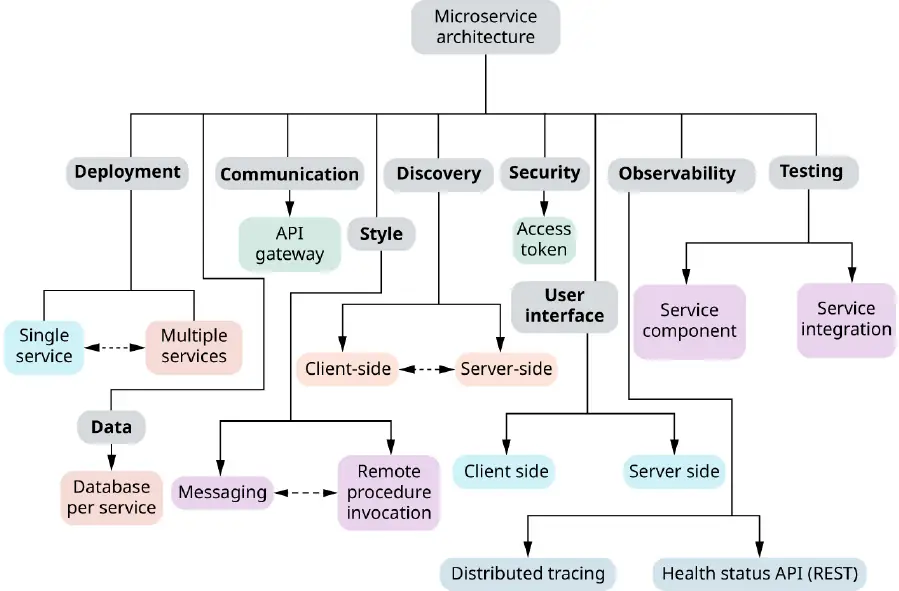 Microservice
architecture
Deployment
Communication
Discovery
Security
Observability
Testing
API
gateway
Style
Access
token
User
interface
Single
service
Multiple
services
Client-side
Server-side
Service
component
Service
integration
Data
Database
per service
Messaging
Remote
procedure
invocation
Client side
Server side
Distributed tracing
Health status API (REST)